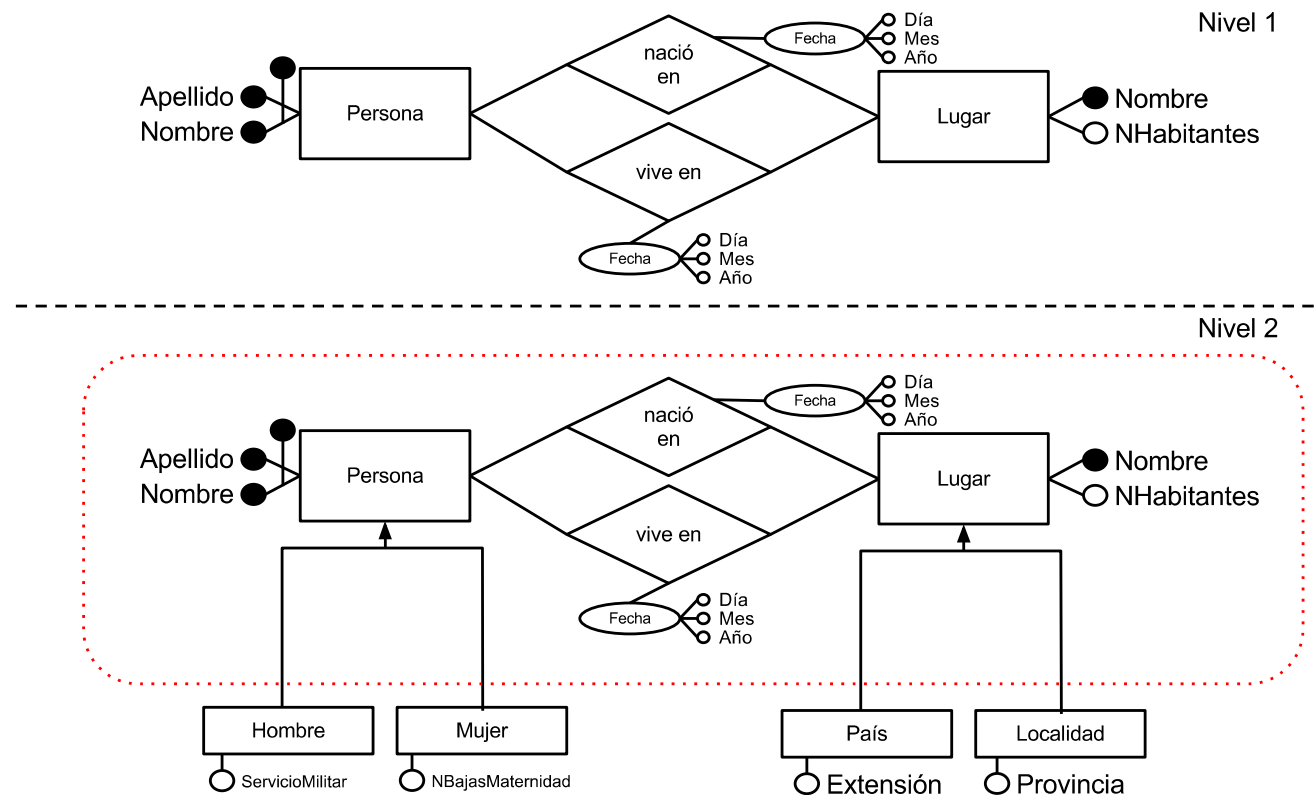 Nivel 1
Día
Fecha
Mes
Año
nació
en
Apellido
Nombre
Persona
Lugar
Nombre
NHabitantes
vive en
Fecha
Día
Mes
Año
Nivel 2
Día
Fecha
Mes
Año
nació
en
Apellido
Nombre
Persona
Lugar
Nombre
NHabitantes
vive en
Fecha
Día
Mes
Año
Hombre
Mujer
País
Localidad
ServicioMilitar
NBajasMaternidad
Extensión
Provincia